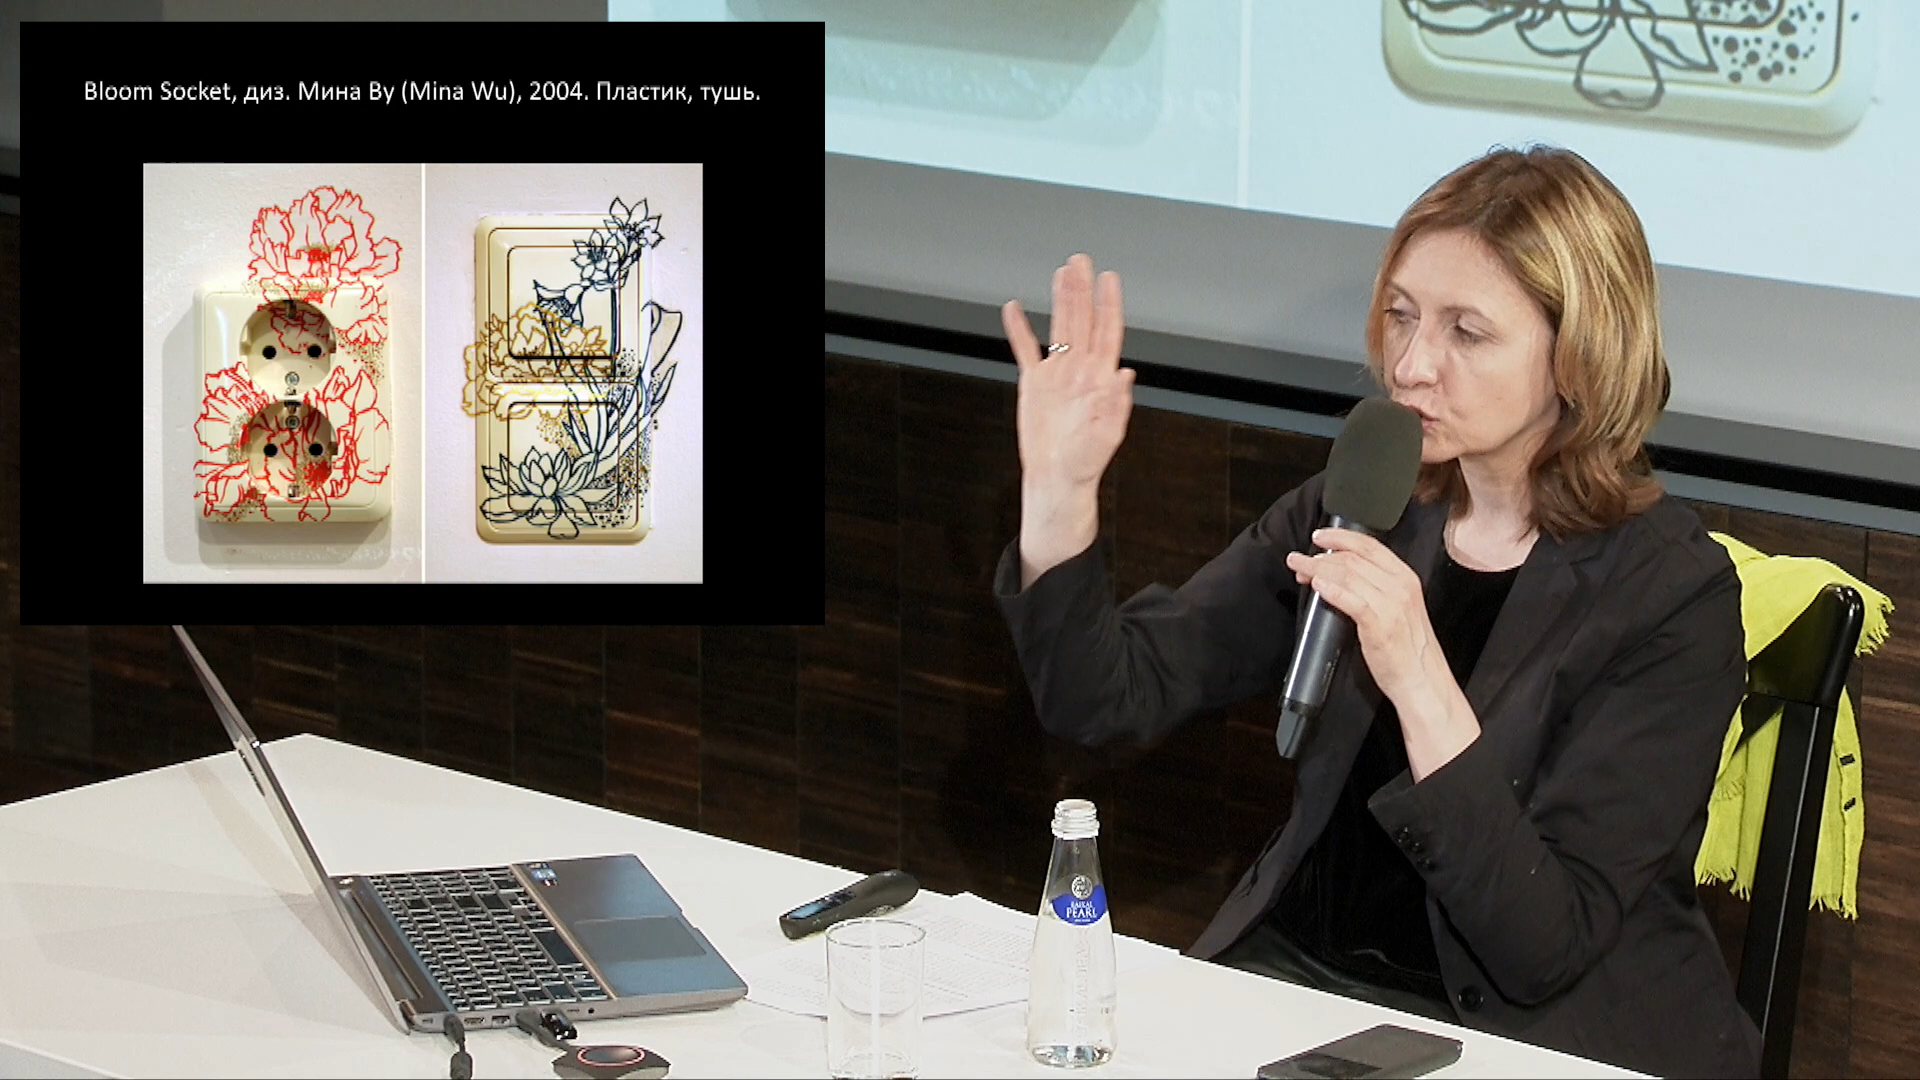 Bloom Socket, диз. Мина Ву (Mina Wu), 2004. Пластик, тушь.
BAIKAL
PEARL